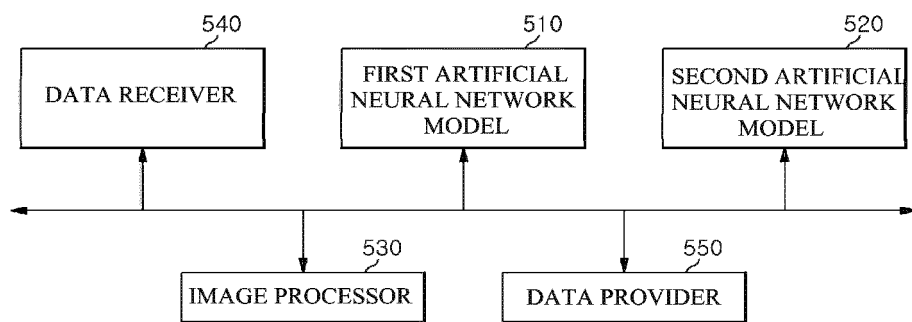 540
DATA RECEIVER
510
FIRST ARTIFICIAL
NEURAL NETWORK
MODEL
520
SECOND ARTIFICIAL
NEURAL NETWORK
MODEL
530
IMAGE PROCESSOR
550
DATA PROVIDER